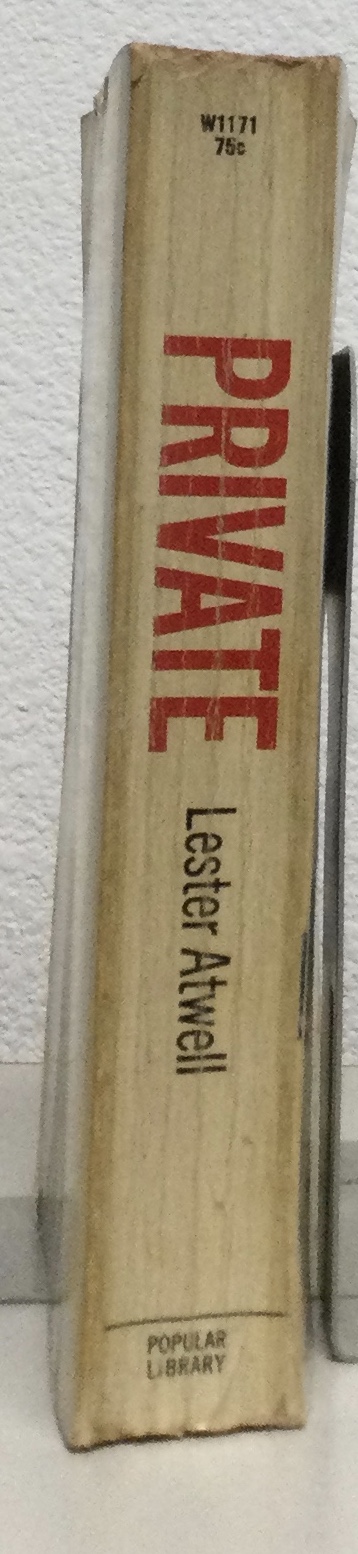 W1171
75c
PRIVATE
Lester Atwell
POPULAR
LIBRARY